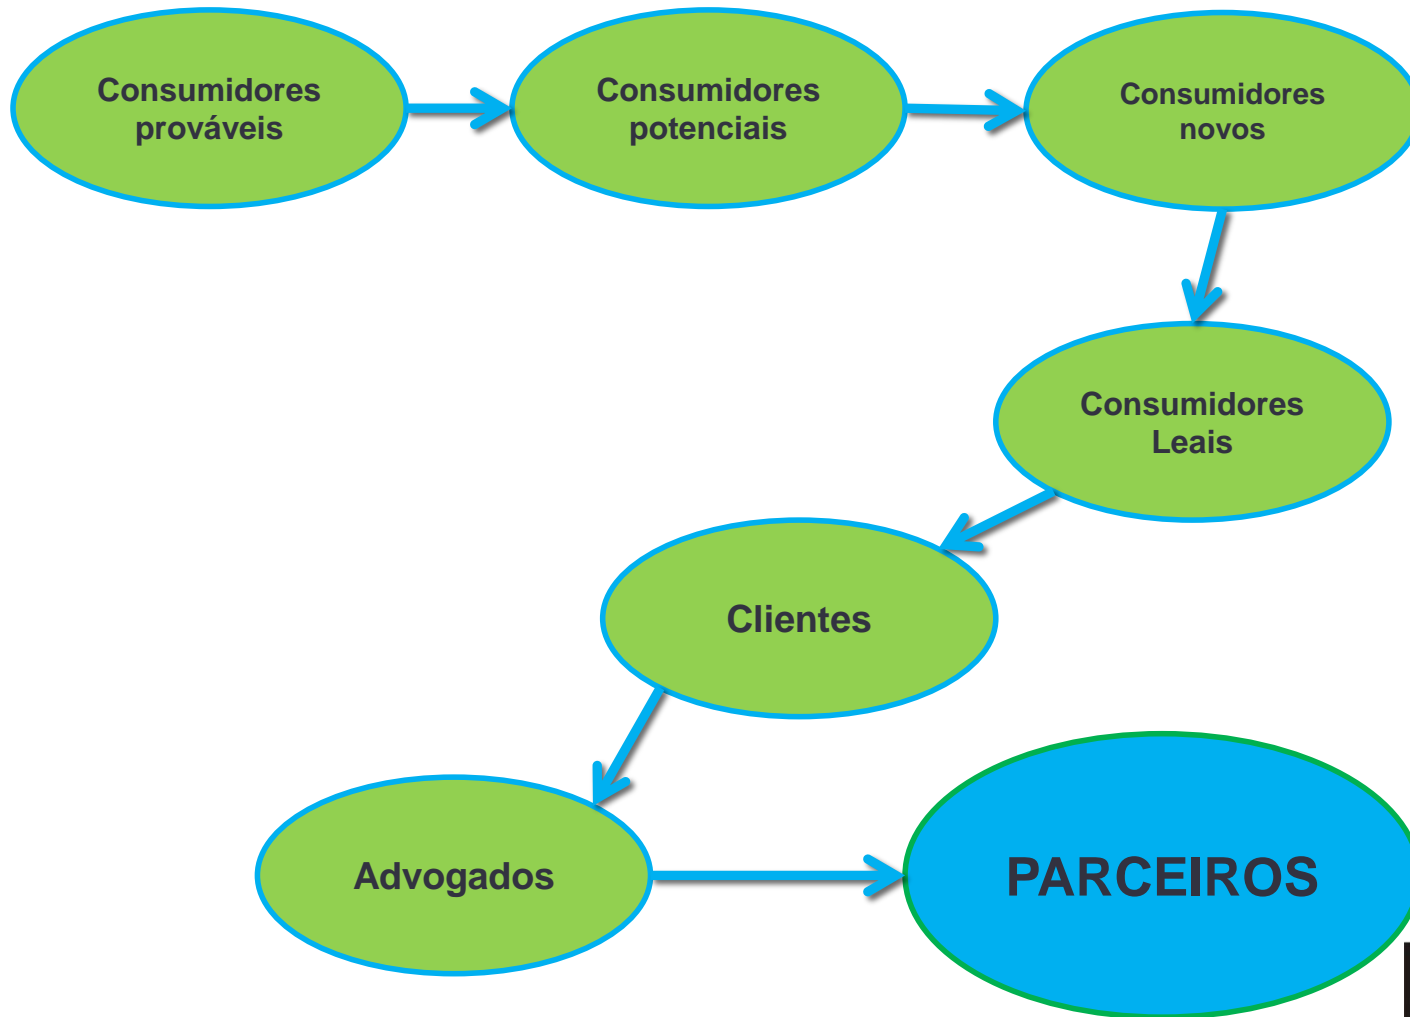 Consumidores
prováveis
Consumidores
potenciais
Consumidores
novos
Consumidores
Leais
Clientes
Advogados
PARCEIROS